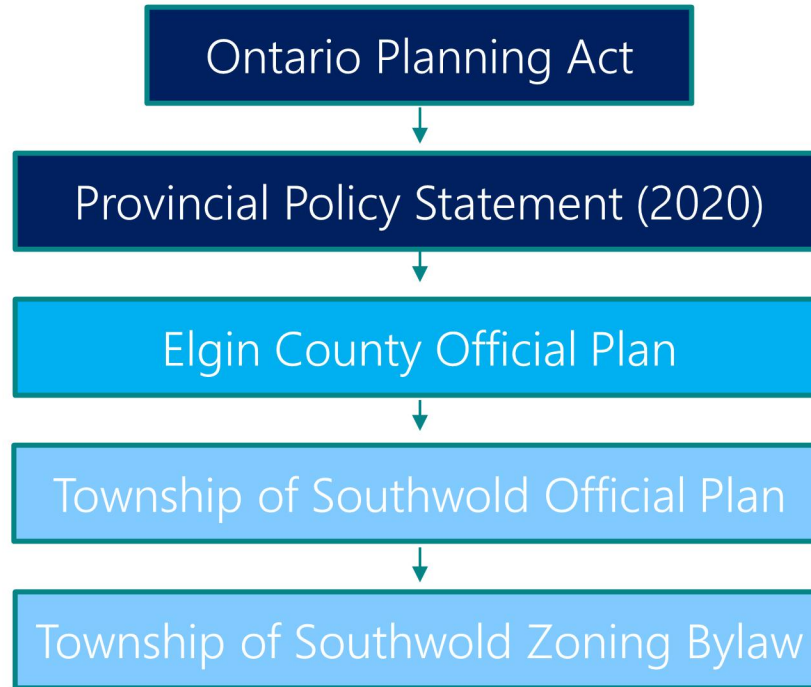 Ontario Planning Act
Provincial Policy Statement (2020)
Elgin County Official Plan
Township of Southwold Official Plan
Township of Southwold Zoning Bylaw